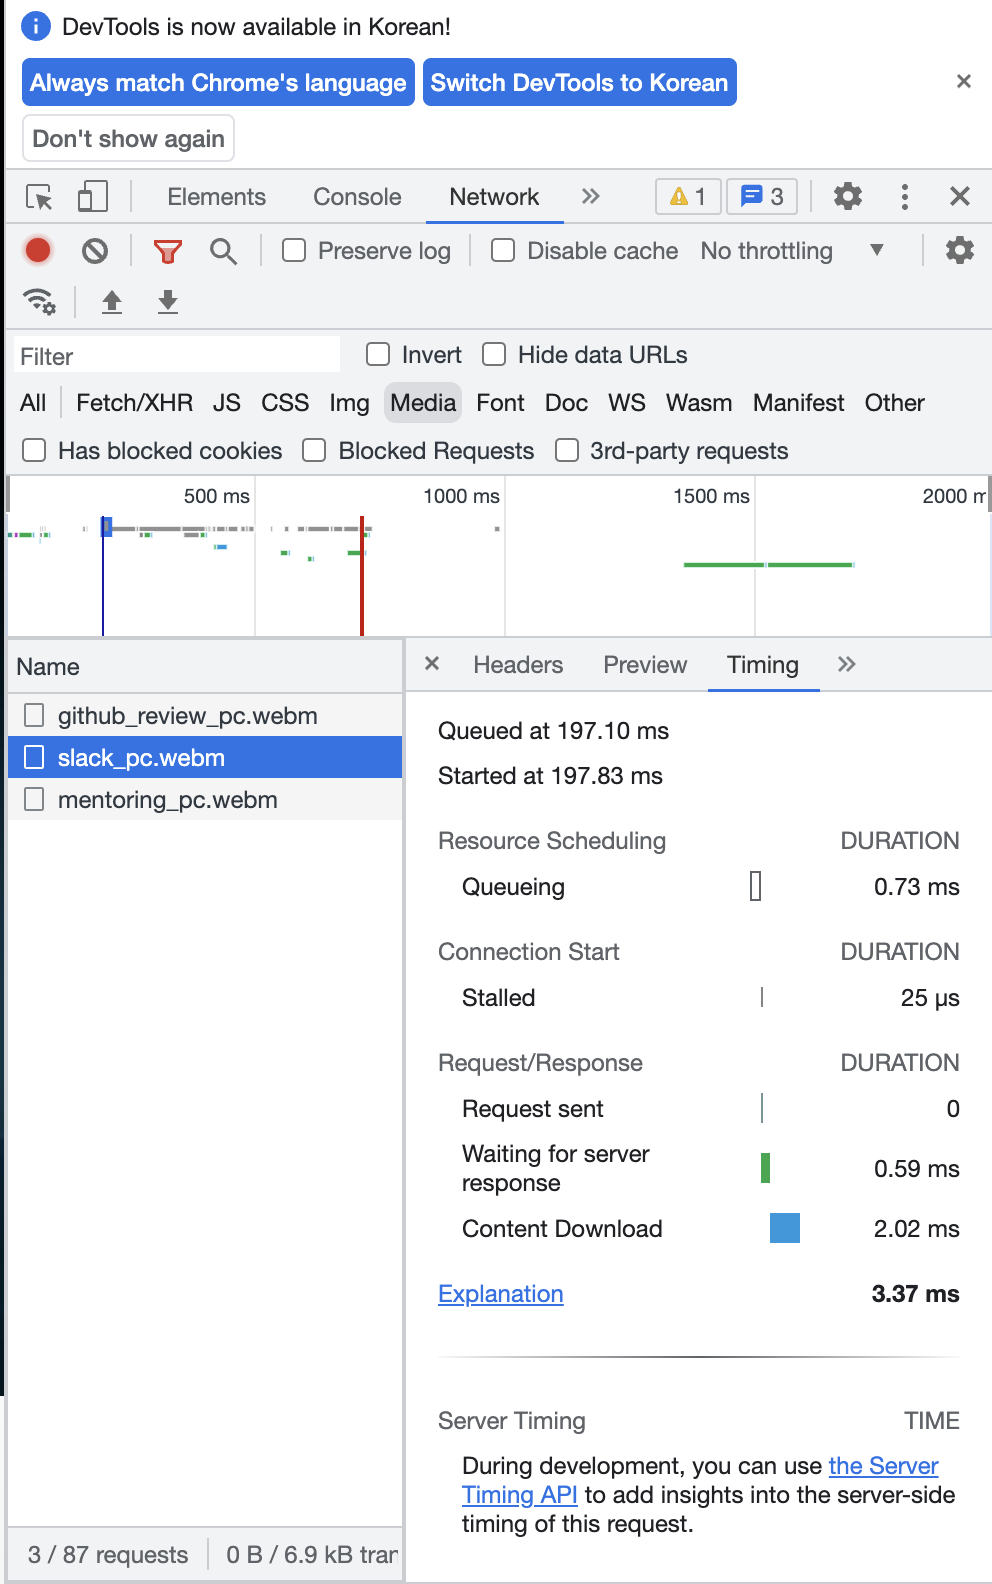 DevTools is now available in Korean!
Always match Chrome's language Switch DevTools to Korean
Don't show again
Elements Console Network 1 3
Preserve log Disable cache No throttling
Filter Invert Hide data URLs
All Fetch/XHR JS CSS Img Media Font Doc WS Wasm Manifest Other
Has blocked cookies Blocked Requests 3rd-party requests
500 ms 1000 ms 1500 ms 2000 m
Name
github_review_pc.webm
slack_pc.webm
mentoring_pc.webm
Headers Preview Timing
Queued at 197.10 ms
Started at 197.83 ms
Resource Scheduling DURATION
Queueing 0.73 ms
Connection Start DURATION
Stalled 25 μs
Request/Response DURATION
Request sent 0
Waiting for server
response 0.59 ms
Content Download 2.02 ms
Explanation 3.37 ms
Server Timing TIME
During development, you can use the Server
Timing API to add insights into the server-side
timing of this request.
3 / 87 requests 0 B / 6.9 kB tran